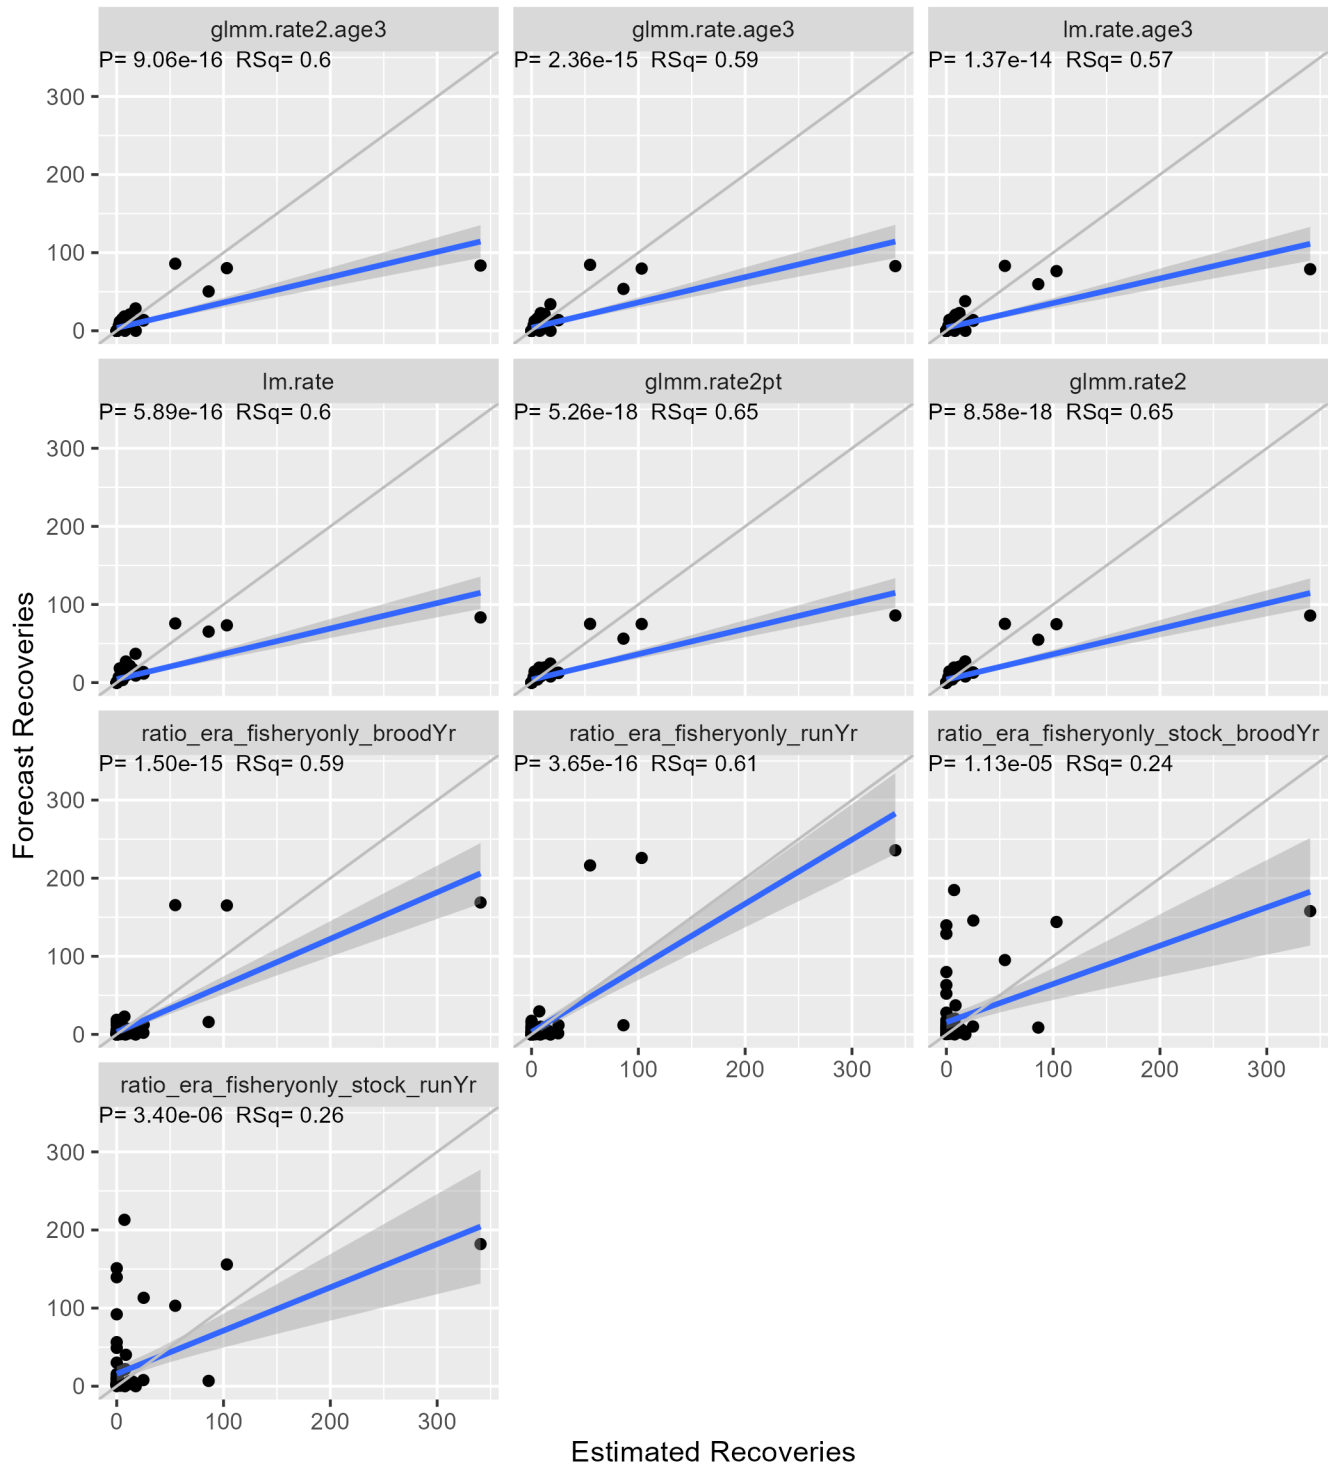 glmm.rate2.age3 glmm.rate.age3 lm.rate.age3
P= 9.06e-16 RSq= 0.6 P= 2.36e-15 RSq= 0.59 P= 1.37e-14 RSq= 0.57
300
200
100
0
lm.rate glmm.rate2pt glmm.rate2
P= 5.89e-16 RSq= 0.6 P= 5.26e-18 RSq= 0.65 P= 8.58e-18 RSq= 0.65
300
200
100
0
Forecast Recoveries
ratio_era_fisheryonly_broodYr ratio_era_fisheryonly_runYr ratio_era_fisheryonly_stock_broodYr
P= 1.50e-15 RSq= 0.59 P= 3.65e-16 RSq= 0.61 P= 1.13e-05 RSq= 0.24
300
200
100
0
0 100 200 300 0 100 200 300
ratio_era_fisheryonly_stock_runYr
P= 3.40e-06 RSq= 0.26
300
200
100
0
0 100 200 300
Estimated Recoveries